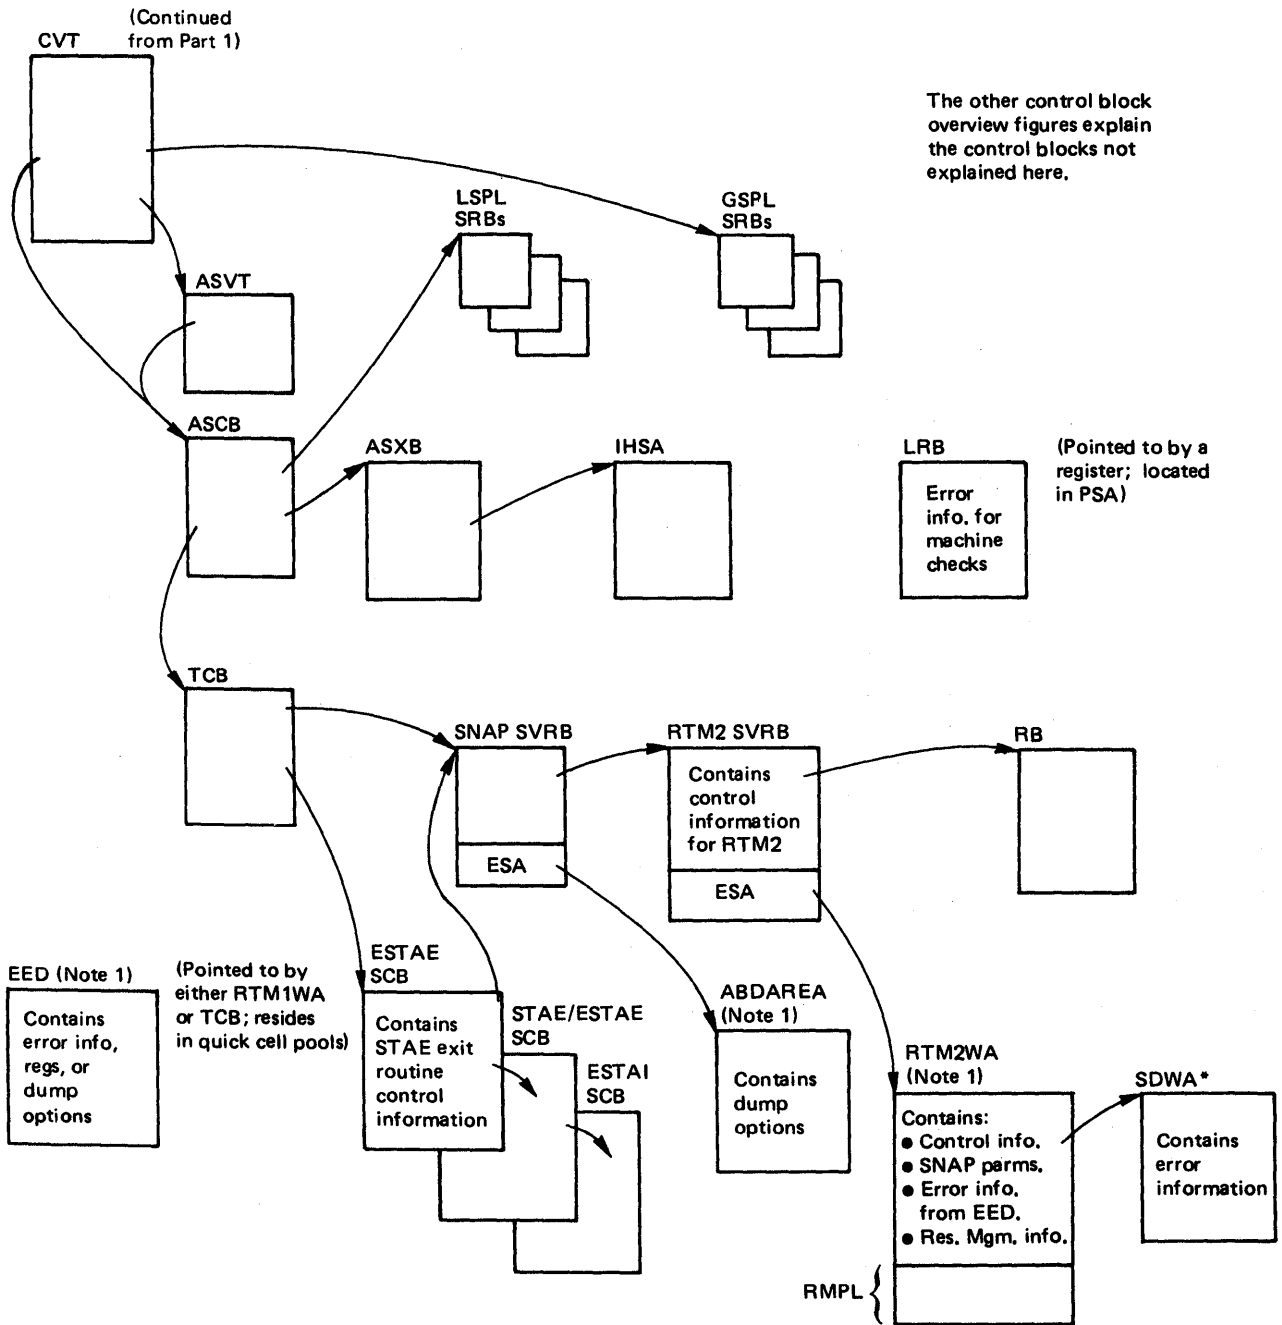 (Continued
from Part 1)
CVT
The other control block
overview figures explain
the control blocks not
explained here.
LSPL
SRBs
GSPL
SRBs
ASVT
ASCB
ASXB
IHSA
LRB
Error
info. for
machine
checks
(Pointed to by a
register; located
in PSA)
TCB
SNAP SVRB
ESA
RTM2 SVRB
Contains
control
information
for RTM2
ESA
RB
EED (Note 1)
Contains
error info,
regs, or
dump
options
(Pointed to by
either RTM1WA
or TCB; resides
in quick cell pools)
ESTAE
SCB
Contains
STAE exit
routine
control
information
STAE/ESTAE
SCB
ESTAI
SCB
ABDAREA
(Note 1)
Contains
dump
options
RTM2WA
(Note 1)
Contains:
● Control info.
● SNAP parms.
● Error info.
from EED.
● Res. Mgm. info.
RMPL {
SDWA*
Contains
error
information